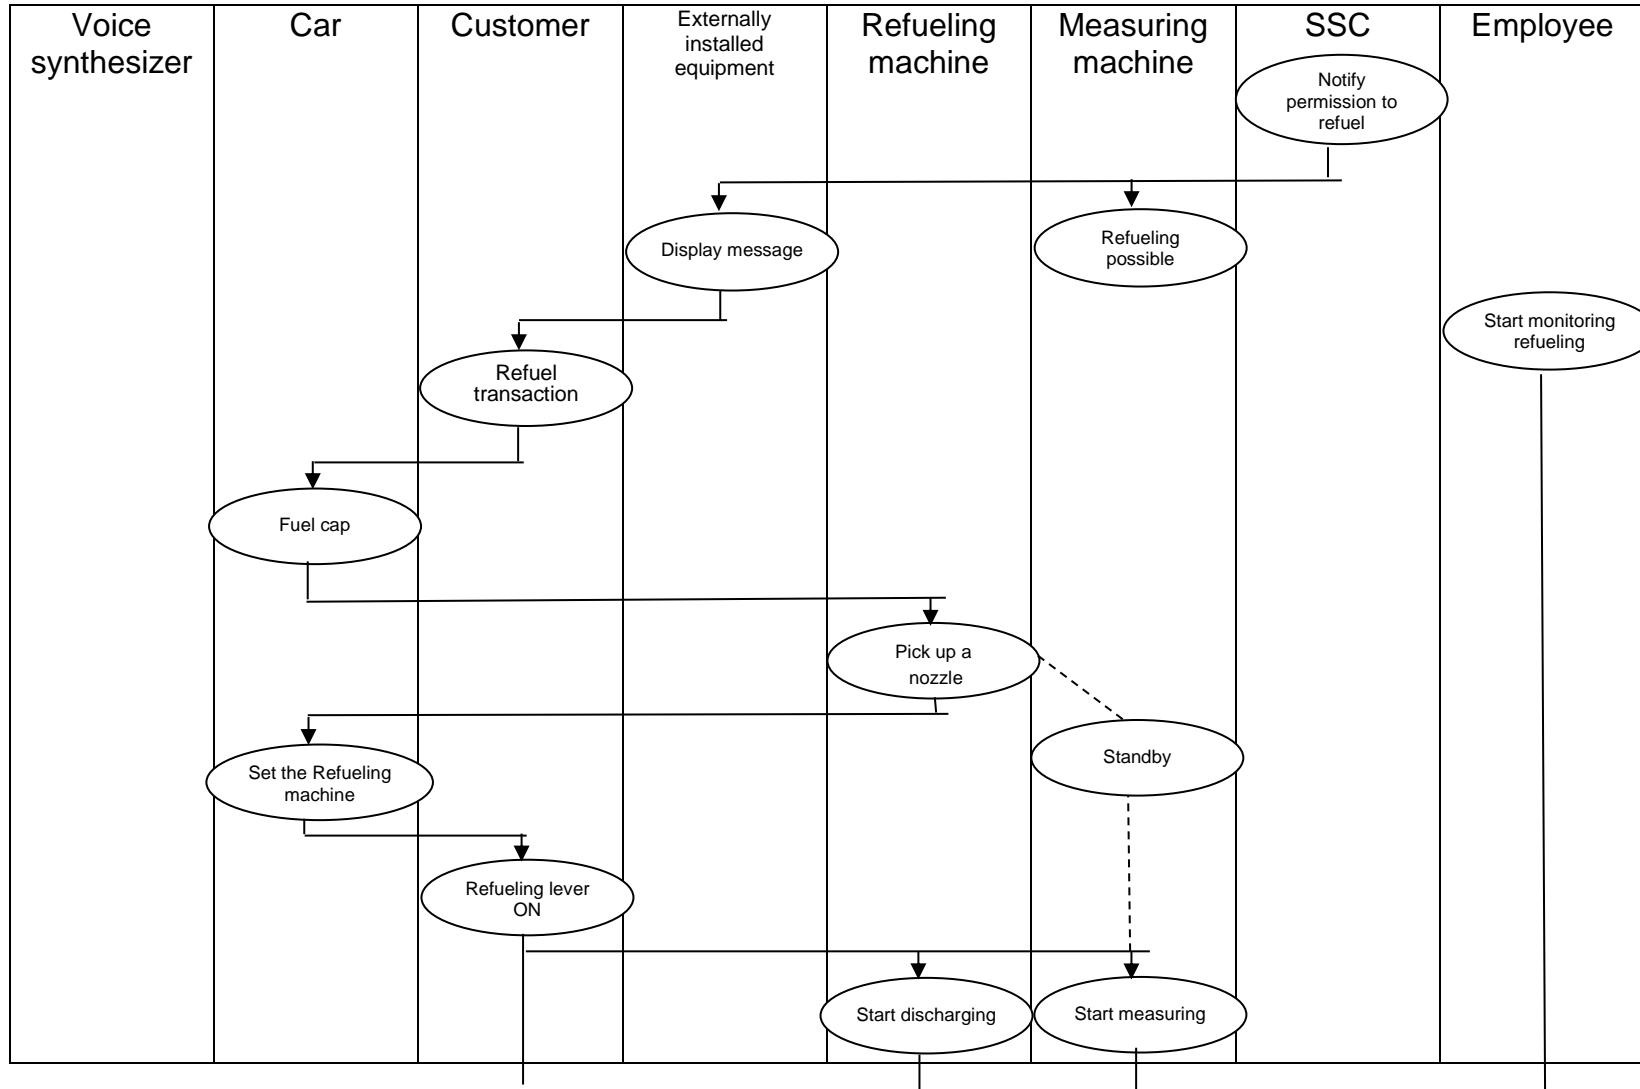 Voice
synthesizer
Car
Customer
Externally
installed
equipment
Refueling
machine
Measuring
machine
SSC
Employee
Notify
permission to
refuel
Display message
Refueling
possible
Start monitoring
refueling
Refuel
transaction
Fuel cap
Pick up a
nozzle
Standby
Set the Refueling
machine
Refueling lever
ON
Start discharging
Start measuring